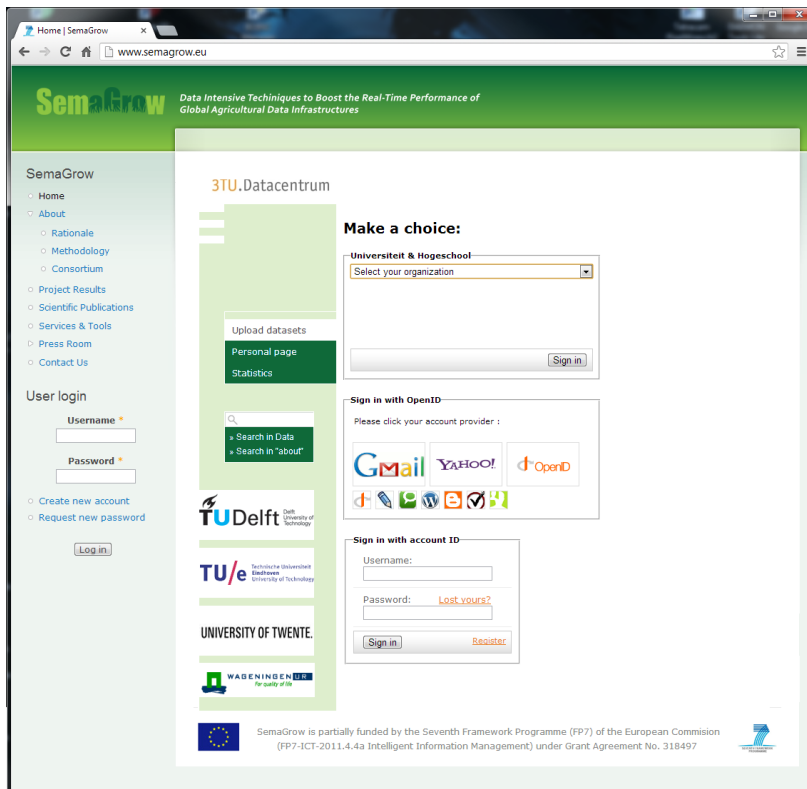 Home | SemaGrow
www.semagrow.eu
SemaGrow
Data Intensive Techiniques to Boost the Real-Time Performance of
Global Agricultural Data Infrastructures
SemaGrow
Home
About
Rationale
Methodology
Consortium
Project Results
Scientific Publications
Services & Tools
Press Room
Contact Us
User login
Username *
Password *
Create new account
Request new password
Log in
3TU.Datacentrum
Upload datasets
Personal page
Statistics
» Search in Data
» Search in "about"
TUDelft
Delft
University of
Technology
TU/e
Technische Universiteit
Eindhoven
University of Technology
UNIVERSITY OF TWENTE.
WAGENINGEN UR
For quality of life
Make a choice:
Universiteit & Hogeschool
Select your organization
Sign in
Sign in with OpenID
Please click your account provider :
Gmail
YAHOO!
OpenID
Sign in with account ID
Username:
Password:
Lost yours?
Sign in
Register
SemaGrow is partially funded by the Seventh Framework Programme (FP7) of the European Commision
(FP7-ICT-2011.4.4a Intelligent Information Management) under Grant Agreement No. 318497